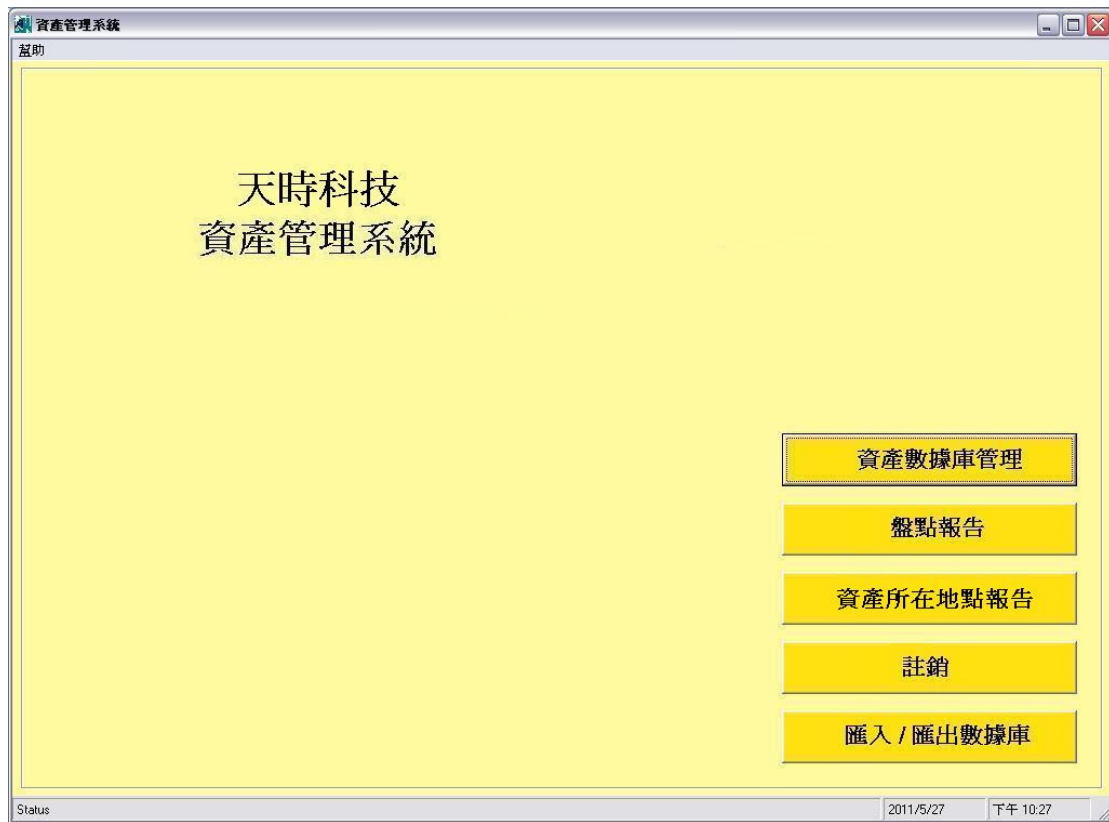 資產管理系統
幫助
天時科技
資產管理系統
資產數據庫管理
盤點報告
資產所在地點報告
註銷
匯入 / 匯出數據庫
Status
2011/5/27
下午 10:27